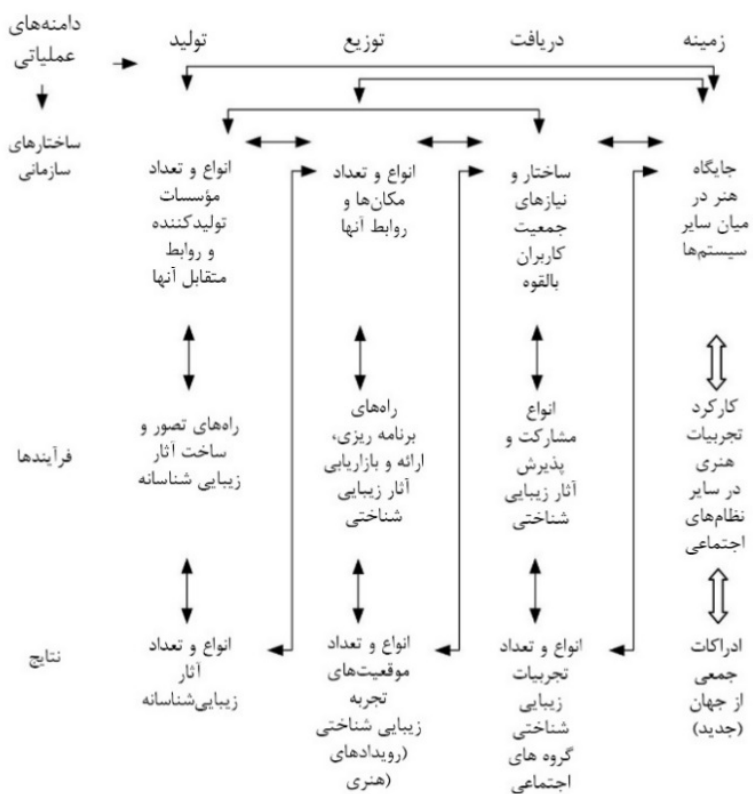 دامنه‌های
عملیاتی
تولید
توزیع
دریافت
زمینه
ساختارهای
سازمانی
انواع و تعداد
مؤسسات
تولیدکننده
و روابط
متقابل آنها
انواع و تعداد
مکان‌ها و
روابط آنها
ساختار و
نیازهای
جمعیت
کاربران
بالقوه
جایگاه
هنر در
میان سایر
سیستم‌ها
فرآیندها
راه‌های تصور و
ساخت آثار
زیبایی شناسانه
راه‌های
برنامه ریزی،
ارائه و بازاریابی
آثار زیبایی
شناختی
انواع
مشارکت و
پذیرش
آثار زیبایی
شناختی
کارکرد
تجربیات
هنری
در سایر
نظام‌های
اجتماعی
نتایج
انواع و تعداد
آثار
زیبایی‌شناسانه
انواع و تعداد
موقعیت‌های
تجربه
زیبایی شناختی
(رویدادهای
هنری)
انواع و تعداد
تجربیات
زیبایی
شناختی
گروه های
اجتماعی
ادراکات
جمعی
از جهان
(جدید)